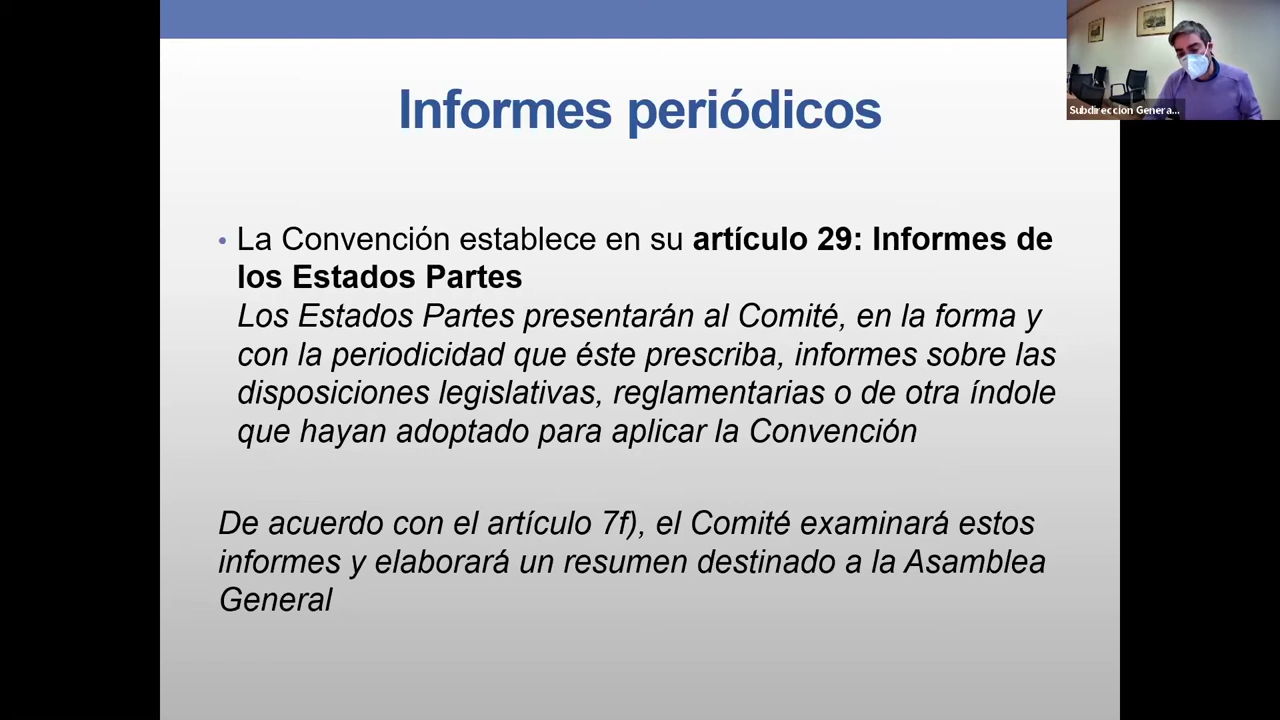 Informes periódicos
Subdireccion Genera...
• La Convención establece en su artículo 29: Informes de
los Estados Partes
Los Estados Partes presentarán al Comité, en la forma y
con la periodicidad que éste prescriba, informes sobre las
disposiciones legislativas, reglamentarias o de otra índole
que hayan adoptado para aplicar la Convención
De acuerdo con el artículo 7f), el Comité examinará estos
informes y elaborará un resumen destinado a la Asamblea
General